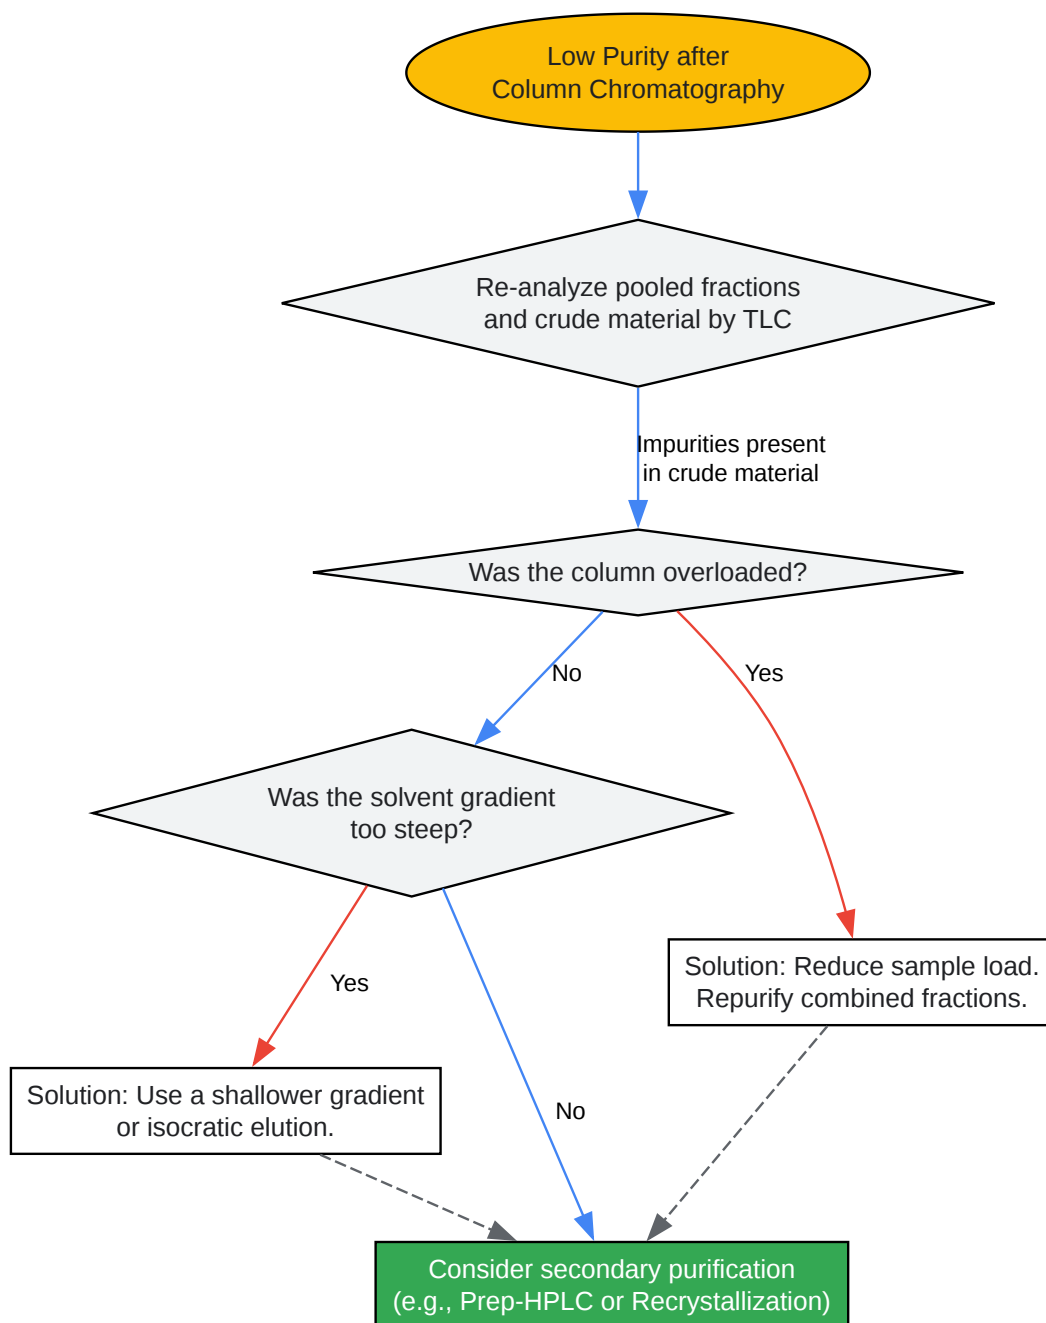 Low Purity after
Column Chromatography
Re-analyze pooled fractions
and crude material by TLC
Impurities present
in crude material
Was the column overloaded?
No
Yes
Was the solvent gradient
too steep?
Yes
Solution: Reduce sample load.
Repurify combined fractions.
Solution: Use a shallower gradient
or isocratic elution.
No
Consider secondary purification
(e.g., Prep-HPLC or Recrystallization)